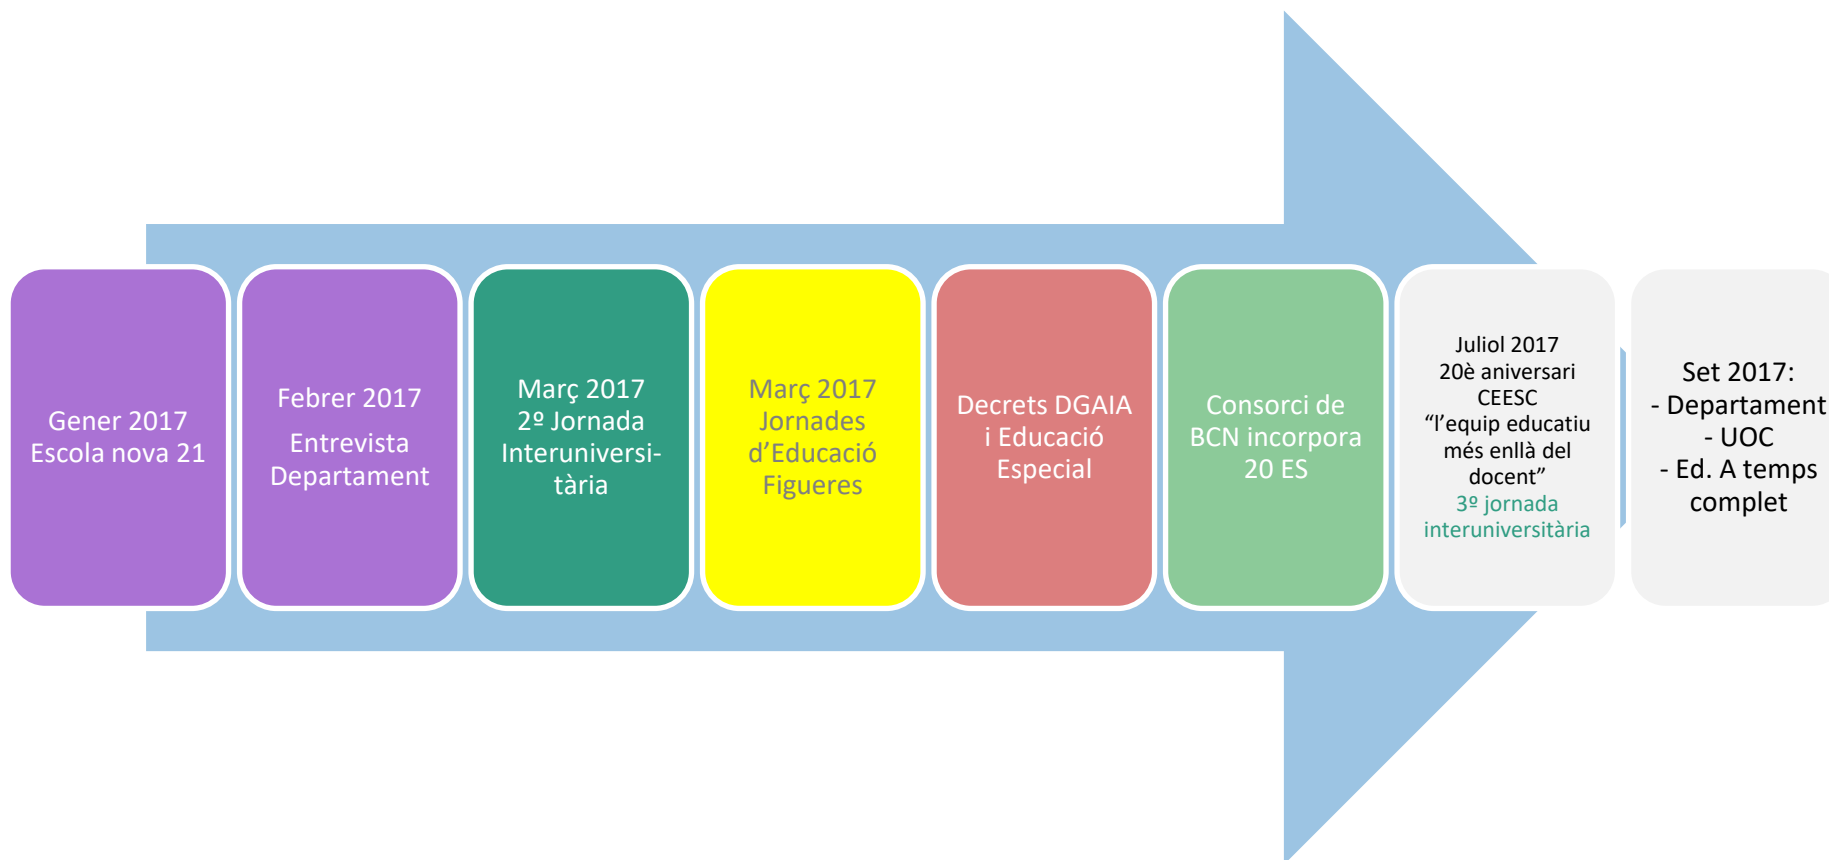 Gener 2017
Escola nova 21
Febrer 2017
Entrevista
Departament
Març 2017
2º Jornada
Interuniversi-
tària
Març 2017
Jornades
d’Educació
Figueres
Decrets DGAIA
i Educació
Especial
Consorci de
BCN incorpora
20 ES
Juliol 2017
20è aniversari
CEESC
“l’equip educatiu
més enllà del
docent”
3º jornada
interuniversitària
Set 2017:
- Departament
- UOC
- Ed. A temps
complet